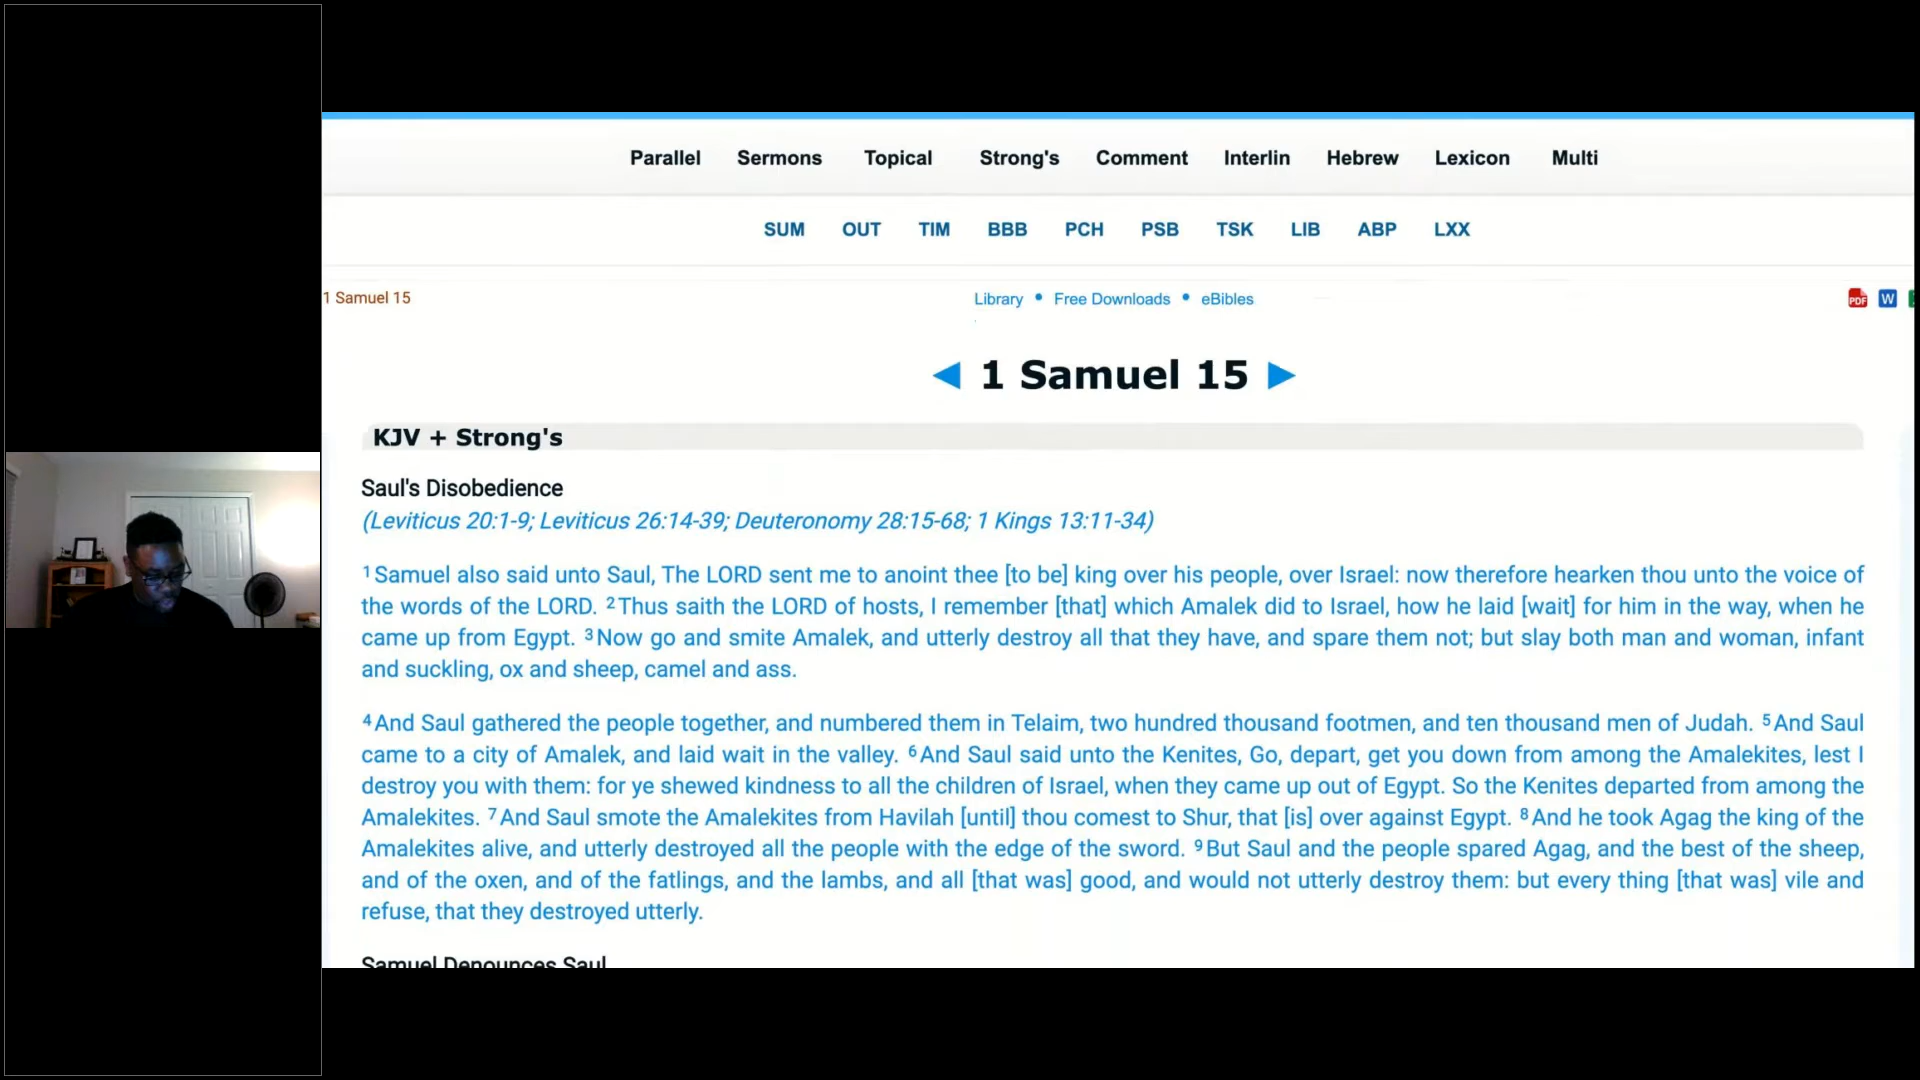 Parallel Sermons Topical Strong's Comment Interlin Hebrew Lexicon Multi
SUM OUT TIM BBB PCH PSB TSK LIB ABP LXX
1 Samuel 15 Library • Free Downloads • eBibles PDF W
◄ 1 Samuel 15 ►
KJV + Strong's
Saul's Disobedience
(Leviticus 20:1-9; Leviticus 26:14-39; Deuteronomy 28:15-68; 1 Kings 13:11-34)
1 Samuel also said unto Saul, The LORD sent me to anoint thee [to be] king over his people, over Israel: now therefore hearken thou unto the voice of
the words of the LORD. 2 Thus saith the LORD of hosts, I remember [that] which Amalek did to Israel, how he laid [wait] for him in the way, when he
came up from Egypt. 3 Now go and smite Amalek, and utterly destroy all that they have, and spare them not; but slay both man and woman, infant
and suckling, ox and sheep, camel and ass.
4 And Saul gathered the people together, and numbered them in Telaim, two hundred thousand footmen, and ten thousand men of Judah. 5 And Saul
came to a city of Amalek, and laid wait in the valley. 6 And Saul said unto the Kenites, Go, depart, get you down from among the Amalekites, lest I
destroy you with them: for ye shewed kindness to all the children of Israel, when they came up out of Egypt. So the Kenites departed from among the
Amalekites. 7 And Saul smote the Amalekites from Havilah [until] thou comest to Shur, that [is] over against Egypt. 8 And he took Agag the king of the
Amalekites alive, and utterly destroyed all the people with the edge of the sword. 9 But Saul and the people spared Agag, and the best of the sheep,
and of the oxen, and of the fatlings, and the lambs, and all [that was] good, and would not utterly destroy them: but every thing [that was] vile and
refuse, that they destroyed utterly.
Samuel Denounces Saul